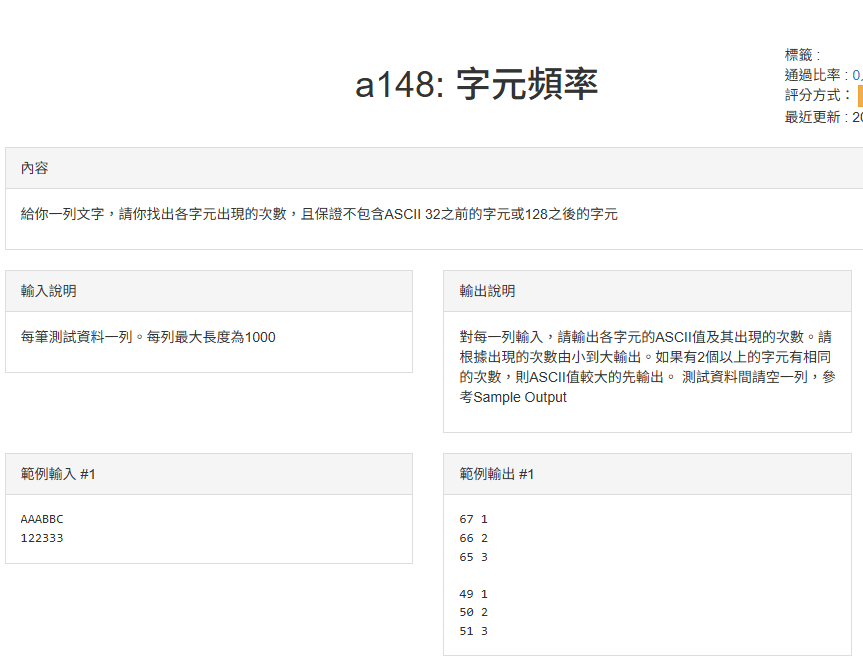 a148: 字元頻率
標籤 :
通過比率 : 0
評分方式：
最近更新 : 20
內容
給你一列文字，請你找出各字元出現的次數，且保證不包含ASCII 32之前的字元或128之後的字元
輸入說明
每筆測試資料一列。每列最大長度為1000
輸出說明
對每一列輸入，請輸出各字元的ASCII值及其出現的次數。請
根據出現的次數由小到大輸出。如果有2個以上的字元有相同
的次數，則ASCII值較大的先輸出。 測試資料間請空一列，參
考Sample Output
範例輸入 #1
AAABBC
122333
範例輸出 #1
67 1
66 2
65 3
49 1
50 2
51 3